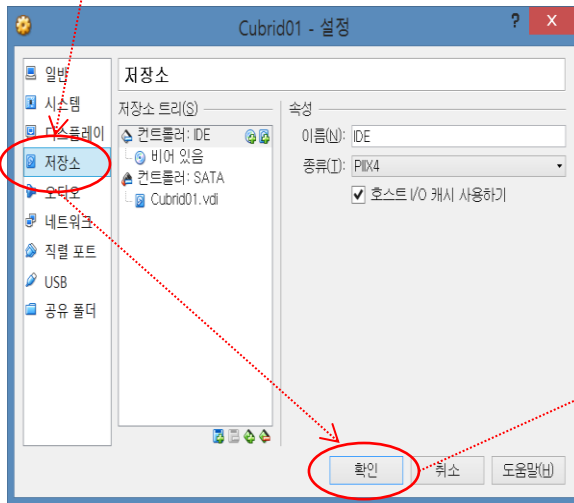 Cubrid01 - 설정
? X
일반
시스템
디스플레이
저장소
오디오
네트워크
직렬 포트
USB
공유 폴더
저장소
저장소 트리(S)
컨트롤러: IDE
비어 있음
컨트롤러: SATA
Cubrid01.vdi
속성
이름(N): IDE
종류(T): PIIX4
호스트 I/O 캐시 사용하기
확인 취소 도움말(H)